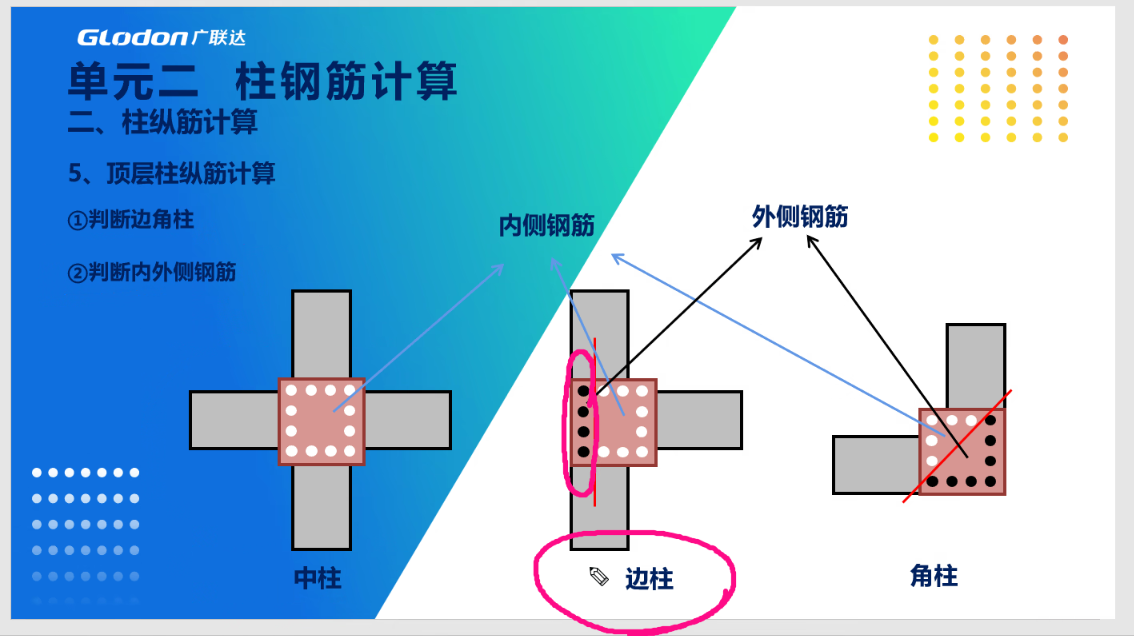 GLodon广联达
单元二 柱钢筋计算
二、柱纵筋计算
5、顶层柱纵筋计算
①判断边角柱
②判断内外侧钢筋
内侧钢筋
外侧钢筋
中柱
边柱
角柱